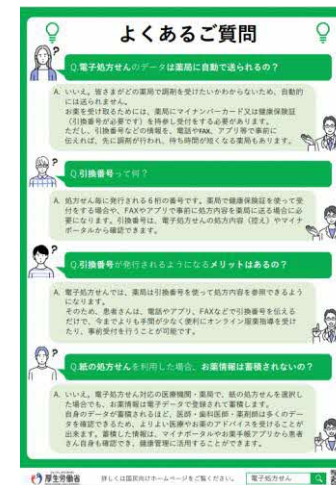 よくあるご質問
Q.電子処方せんのデータは薬局に自動で送られるの？
A. いいえ。皆さまがどの薬局で調剤を受けたいかわからないため、自動的
には送られません。
お薬を受け取るためには、薬局にマイナンバーカード又は健康保険証
（引換番号が必要です）を持参し受付をする必要があります。
ただし、引換番号などの情報を、電話やFAX、アプリ等で事前に
伝えれば、先に調剤が行われ、待ち時間が短くなる薬局もあります。
Q.引換番号って何？
A. 処方せん毎に発行される６桁の番号です。薬局で健康保険証を使って受
付をする場合や、FAXやアプリで事前に処方内容を薬局に送る場合に必
要になります。引換番号は、電子処方せんの処方内容（控え）やマイナ
ポータルから確認できます。
Q.引換番号が発行されるようになるメリットはあるの？
A. 電子処方せんでは、薬局は引換番号を使って処方内容を参照できるよう
になります。
そのため、患者さんは、電話やアプリ、FAXなどで引換番号を伝える
だけで、今までよりも手間が少なく便利にオンライン服薬指導を受け
たり、事前受付を行うことが可能です。
Q.紙の処方せんを利用した場合、お薬情報は蓄積されないの？
A. いいえ。電子処方せん対応の医療機関・薬局で、紙の処方せんを選択し
た場合でも、お薬情報は電子データで登録されて蓄積します。
自身のデータが蓄積されるほど、医師・歯科医師・薬剤師は多くのデー
タを確認できるため、よりよい医療やお薬のアドバイスを受けることが
出来ます。蓄積した情報は、マイナポータルやお薬手帳アプリから患者
さん自身も確認でき、健康管理に活用することができます。
厚生労働省
詳しくは国民向けホームページをご覧ください。
電子処方せん